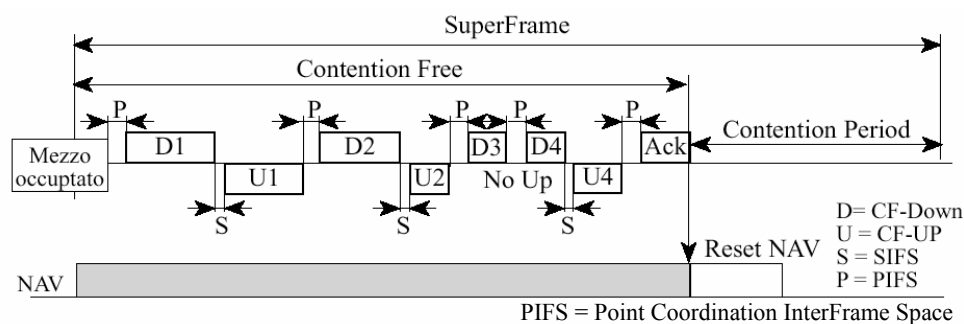 SuperFrame
Contention Free
P P P P P
D1 D2 D3 D4 Ack
Contention Period
Mezzo
occuptato
U1 U2 No Up U4
S S S
D= CF-Down
U = CF-UP
S = SIFS
P = PIFS
Reset NAV
NAV
PIFS = Point Coordination InterFrame Space